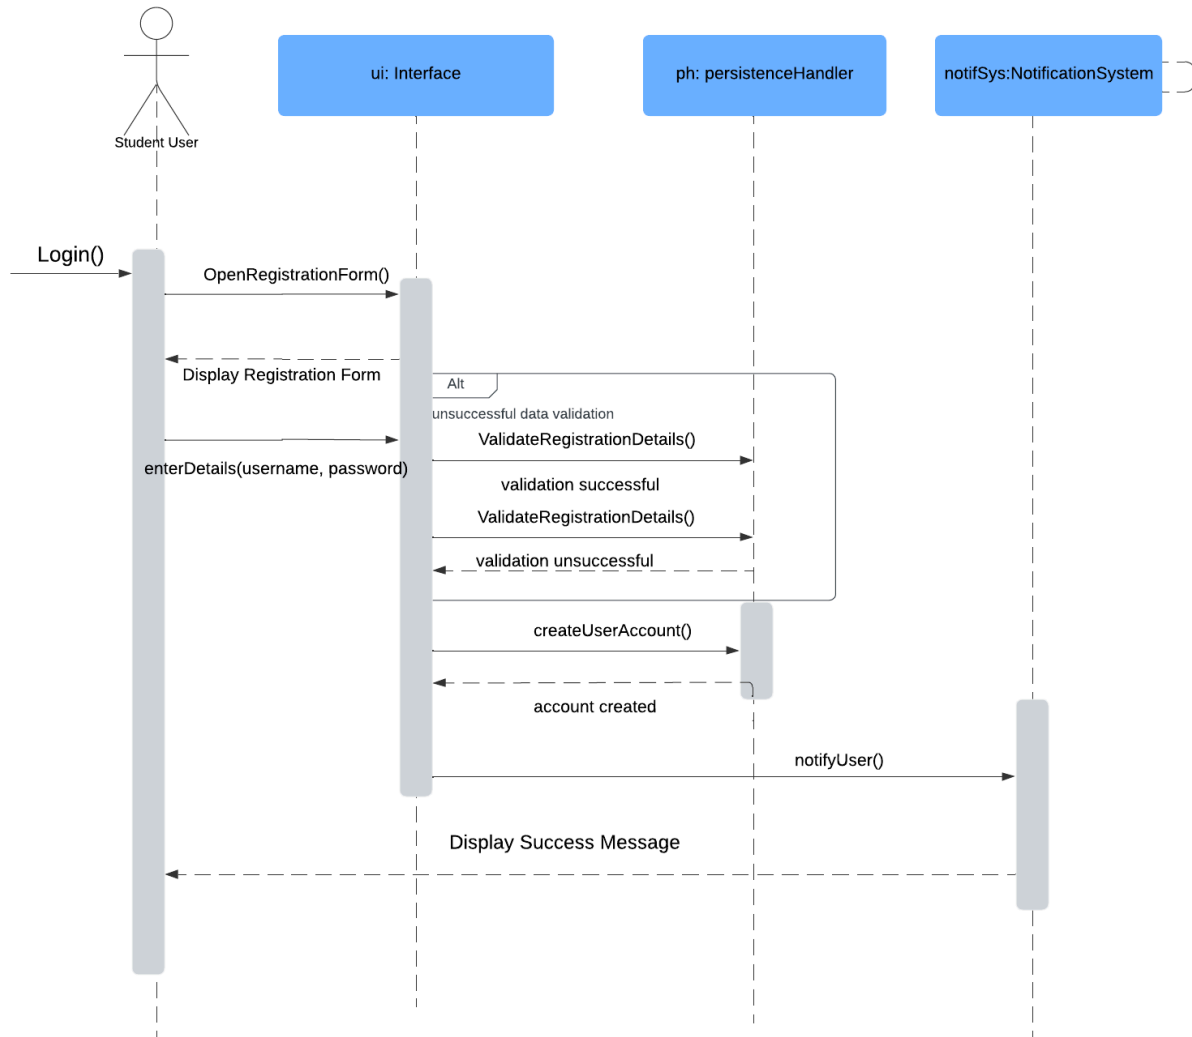 Student User
ui: Interface
ph: persistenceHandler
notifSys:NotificationSystem
Login()
OpenRegistrationForm()
Display Registration Form
Alt
unsuccessful data validation
ValidateRegistrationDetails()
enterDetails(username, password)
validation successful
ValidateRegistrationDetails()
validation unsuccessful
createUserAccount()
account created
notifyUser()
Display Success Message